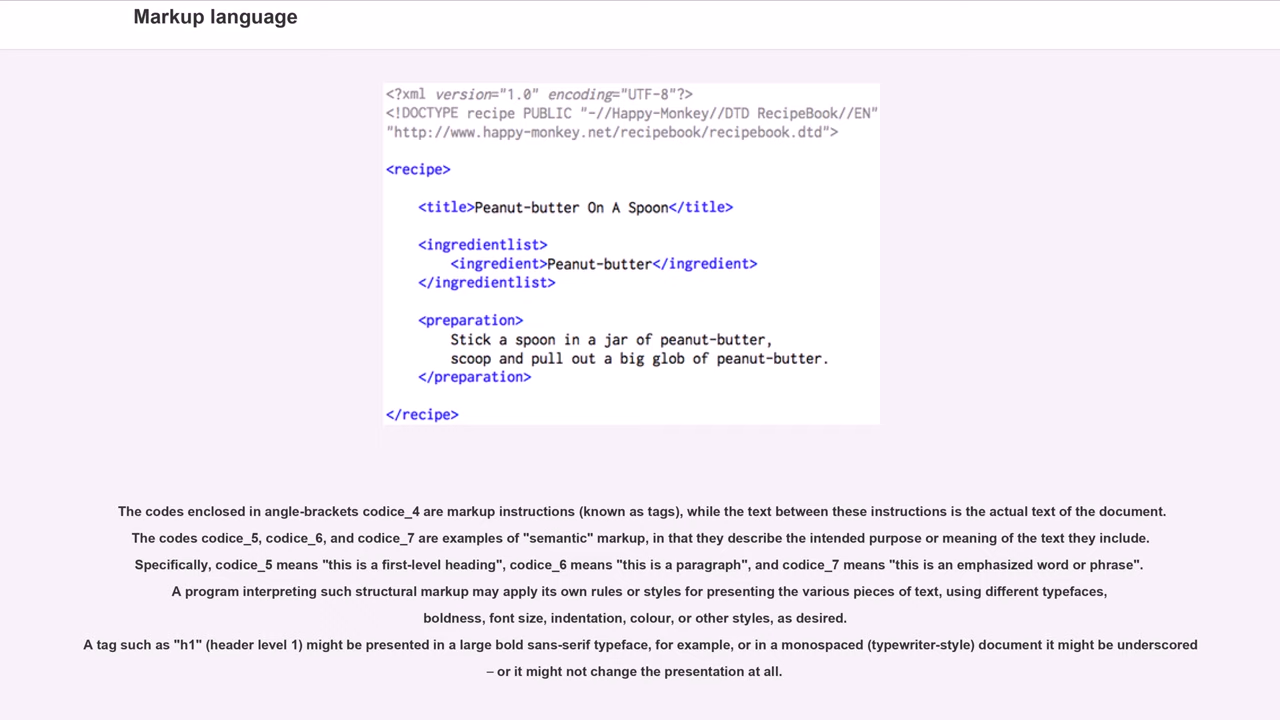 Markup language
<?xml version="1.0" encoding="UTF-8"?>
<!DOCTYPE recipe PUBLIC "-//Happy-Monkey//DTD RecipeBook//EN"
"http://www.happy-monkey.net/recipebook/recipebook.dtd">
<recipe>
<title>Peanut-butter On A Spoon</title>
<ingredientlist>
<ingredient>Peanut-butter</ingredient>
</ingredientlist>
<preparation>
Stick a spoon in a jar of peanut-butter,
scoop and pull out a big glob of peanut-butter.
</preparation>
</recipe>
The codes enclosed in angle-brackets codice_4 are markup instructions (known as tags), while the text between these instructions is the actual text of the document.
The codes codice_5, codice_6, and codice_7 are examples of "semantic" markup, in that they describe the intended purpose or meaning of the text they include.
Specifically, codice_5 means "this is a first-level heading", codice_6 means "this is a paragraph", and codice_7 means "this is an emphasized word or phrase".
A program interpreting such structural markup may apply its own rules or styles for presenting the various pieces of text, using different typefaces,
boldness, font size, indentation, colour, or other styles, as desired.
A tag such as "h1" (header level 1) might be presented in a large bold sans-serif typeface, for example, or in a monospaced (typewriter-style) document it might be underscored
– or it might not change the presentation at all.